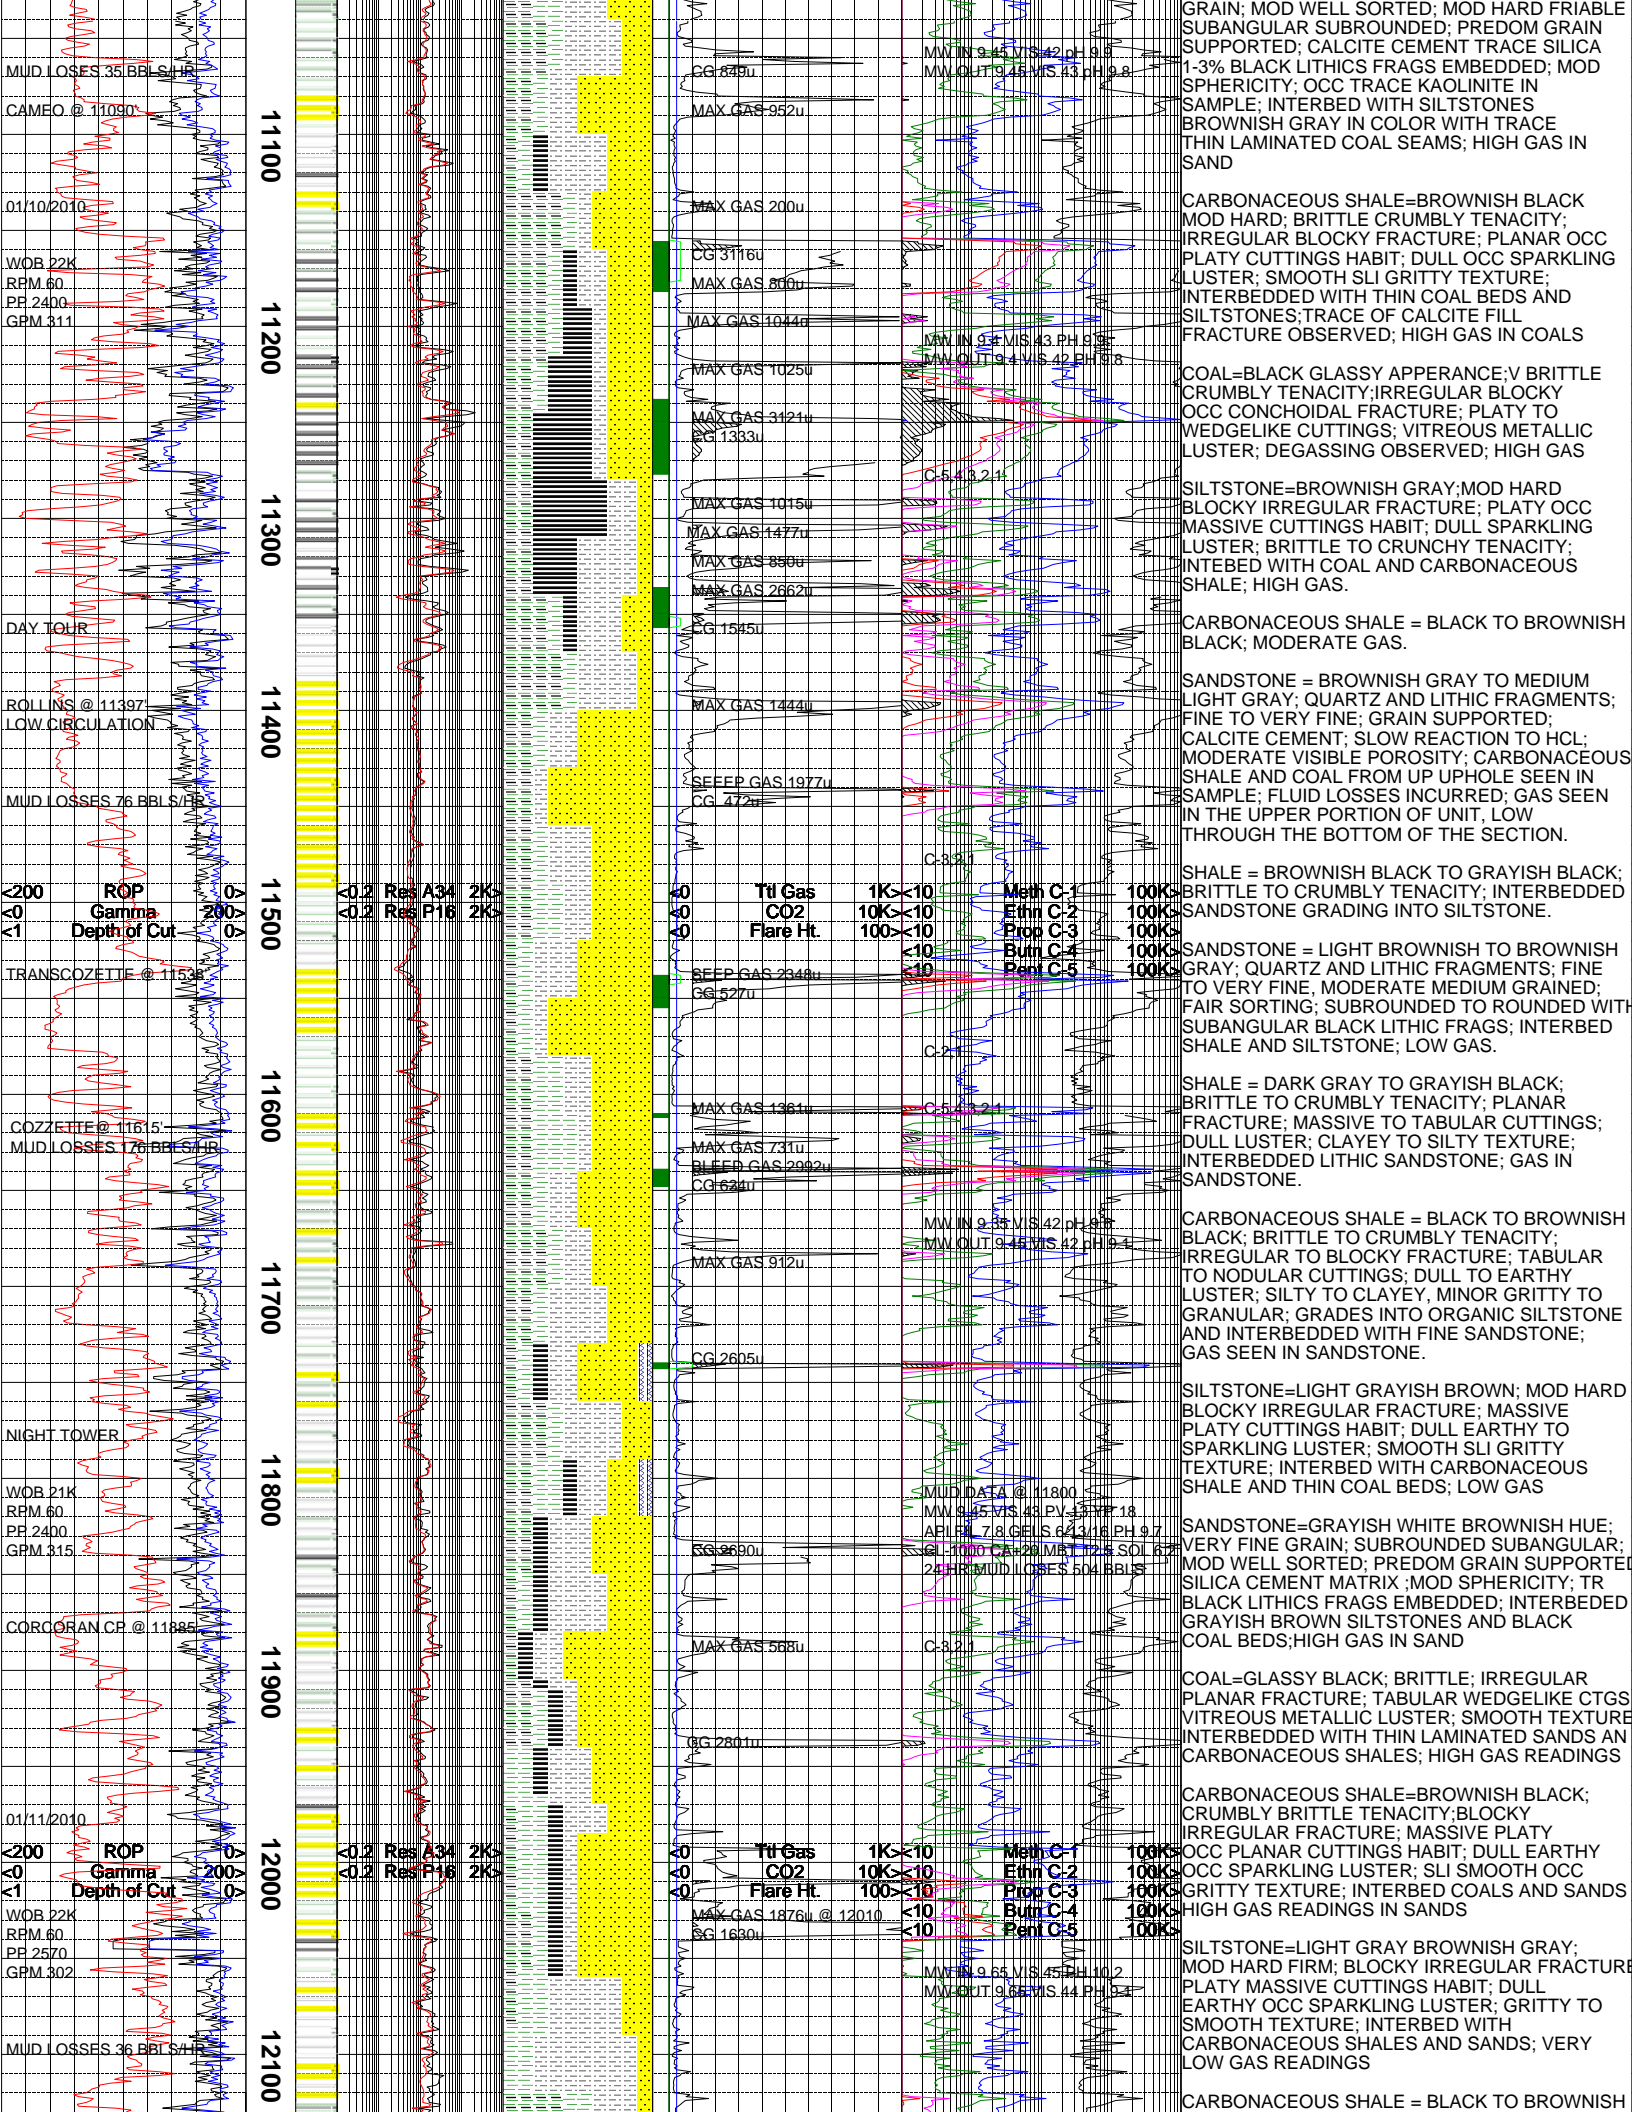 MUD LOSES 35 BBLS/HR
CAMEO @ 11090'
01/10/2010
WOB 22K
RPM 60
PP 2400
GPM 311
DAY TOUR
ROLLINS @ 11397'
LOW CIRCULATION
MUD LOSSES 76 BBLS/HR
<200 ROP 0>
<0 Gamma 200>
<1 Depth of Cut 0>
TRANSCOZETTE @ 11538'
COZZETTE@ 11615'
MUD LOSSES 176 BBLS/HR
NIGHT TOWER
WOB 21K
RPM 60
PP 2400
GPM 315
CORCORAN CP @ 11885'
01/11/2010
<200 ROP 0>
<0 Gamma 200>
<1 Depth of Cut 0>
WOB 22K
RPM 60
PP 2570
GPM 302
MUD LOSSES 36 BBLS/HR
11100
11200
11300
11400
11500
11600
11700
11800
11900
12000
12100
<0.2 Res A34 2K>
<0.2 Res P16 2K>
<0.2 Res A34 2K>
<0.2 Res P16 2K>
CG 849u
MAX GAS 952u
MAX GAS 200u
CG 3116u
MAX GAS 800u
MAX GAS 1044u
MAX GAS 1025u
MAX GAS 3121u
CG 1333u
MAX GAS 1015u
MAX GAS 1477u
MAX GAS 850u
MAX GAS 2662u
CG 1545u
MAX GAS 1444u
SEEEP GAS 1977u
CG 472u
<0 Ttl Gas 1K>
<0 CO2 10K>
<0 Flare Ht. 100>
SEEP GAS 2348u
CG 527u
MAX GAS 1361u
MAX GAS 731u
BLEED GAS 2992u
CG 624u
MAX GAS 912u
CG 2605u
CG 2690u
MAX GAS 568u
CG 2801u
<0 Ttl Gas 1K>
<0 CO2 10K>
<0 Flare Ht. 100>
MAX GAS 1876u @ 12010
CG 1630u
MW IN 9.45 VIS 42 pH 9.9
MW OUT 9.45 VIS 43 pH 9.8
MW IN 9.4 VIS 43 PH 9.9
MW OUT 9.4 VIS 42 PH 9.8
C-5,4,3,2,1
C-3,2,1
<10 Meth C-1 100K>
<10 Ethn C-2 100K>
<10 Prop C-3 100K>
<10 Butn C-4 100K>
<10 Pent C-5 100K>
C-2,1
C-5,4,3,2,1
MW IN 9.35 VIS 42 pH
MW OUT 9.45 VIS 42 pH 9.1
MUD DATA @ 11800
MW 9.45 VIS 43 PV-13 YP 18
7.8 GELS 6/13/16 PH 9.7
CL-1000 CA+20 MBT 12.5 SOL
24 HR MUD LOSES 504 BBLS
C-3,2,1
<10 Meth C-1 100K>
<10 Ethn C-2 100K>
<10 Prop C-3 100K>
<10 Butn C-4 100K>
<10 Pent C-5 100K>
MW IN 9.65 VIS 45 PH 10.2
MW OUT 9.65 VIS 44 PH 9.1
GRAIN; MOD WELL SORTED; MOD HARD FRIABLE
SUBANGULAR SUBROUNDED; PREDOM GRAIN
SUPPORTED; CALCITE CEMENT TRACE SILICA
1-3% BLACK LITHICS FRAGS EMBEDDED; MOD
SPHERICITY; OCC TRACE KAOLINITE IN
SAMPLE; INTERBED WITH SILTSTONES
BROWNISH GRAY IN COLOR WITH TRACE
THIN LAMINATED COAL SEAMS; HIGH GAS IN
SAND
CARBONACEOUS SHALE=BROWNISH BLACK
MOD HARD; BRITTLE CRUMBLY TENACITY;
IRREGULAR BLOCKY FRACTURE; PLANAR OCC
PLATY CUTTINGS HABIT; DULL OCC SPARKLING
LUSTER; SMOOTH SLI GRITTY TEXTURE;
INTERBEDDED WITH THIN COAL BEDS AND
SILTSTONES;TRACE OF CALCITE FILL
FRACTURE OBSERVED; HIGH GAS IN COALS
COAL=BLACK GLASSY APPERANCE;V BRITTLE
CRUMBLY TENACITY;IRREGULAR BLOCKY
OCC CONCHOIDAL FRACTURE; PLATY TO
WEDGELIKE CUTTINGS; VITREOUS METALLIC
LUSTER; DEGASSING OBSERVED; HIGH GAS
SILTSTONE=BROWNISH GRAY;MOD HARD
BLOCKY IRREGULAR FRACTURE; PLATY OCC
MASSIVE CUTTINGS HABIT; DULL SPARKLING
LUSTER; BRITTLE TO CRUNCHY TENACITY;
INTEBED WITH COAL AND CARBONACEOUS
SHALE; HIGH GAS.
CARBONACEOUS SHALE = BLACK TO BROWNISH
BLACK; MODERATE GAS.
SANDSTONE = BROWNISH GRAY TO MEDIUM
LIGHT GRAY; QUARTZ AND LITHIC FRAGMENTS;
FINE TO VERY FINE; GRAIN SUPPORTED;
CALCITE CEMENT; SLOW REACTION TO HCL;
MODERATE VISIBLE POROSITY; CARBONACEOUS
SHALE AND COAL FROM UP UPHOLE SEEN IN
SAMPLE; FLUID LOSSES INCURRED; GAS SEEN
IN THE UPPER PORTION OF UNIT, LOW
THROUGH THE BOTTOM OF THE SECTION.
SHALE = BROWNISH BLACK TO GRAYISH BLACK;
BRITTLE TO CRUMBLY TENACITY; INTERBEDDED
SANDSTONE GRADING INTO SILTSTONE.
SANDSTONE = LIGHT BROWNISH TO BROWNISH
GRAY; QUARTZ AND LITHIC FRAGMENTS; FINE
TO VERY FINE, MODERATE MEDIUM GRAINED;
FAIR SORTING; SUBROUNDED TO ROUNDED WITH
SUBANGULAR BLACK LITHIC FRAGS; INTERBED
SHALE AND SILTSTONE; LOW GAS.
SHALE = DARK GRAY TO GRAYISH BLACK;
BRITTLE TO CRUMBLY TENACITY; PLANAR
FRACTURE; MASSIVE TO TABULAR CUTTINGS;
DULL LUSTER; CLAYEY TO SILTY TEXTURE;
INTERBEDDED LITHIC SANDSTONE; GAS IN
SANDSTONE.
CARBONACEOUS SHALE = BLACK TO BROWNISH
BLACK; BRITTLE TO CRUMBLY TENACITY;
IRREGULAR TO BLOCKY FRACTURE; TABULAR
TO NODULAR CUTTINGS; DULL TO EARTHY
LUSTER; SILTY TO CLAYEY, MINOR GRITTY TO
GRANULAR; GRADES INTO ORGANIC SILTSTONE
AND INTERBEDDED WITH FINE SANDSTONE;
GAS SEEN IN SANDSTONE.
SILTSTONE=LIGHT GRAYISH BROWN; MOD HARD
BLOCKY IRREGULAR FRACTURE; MASSIVE
PLATY CUTTINGS HABIT; DULL EARTHY TO
SPARKLING LUSTER; SMOOTH SLI GRITTY
TEXTURE; INTERBED WITH CARBONACEOUS
SHALE AND THIN COAL BEDS; LOW GAS
SANDSTONE=GRAYISH WHITE BROWNISH HUE;
VERY FINE GRAIN; SUBROUNDED SUBANGULAR;
MOD WELL SORTED; PREDOM GRAIN SUPPORTED
SILICA CEMENT MATRIX ;MOD SPHERICITY; TR
BLACK LITHICS FRAGS EMBEDDED; INTERBEDED
GRAYISH BROWN SILTSTONES AND BLACK
COAL BEDS;HIGH GAS IN SAND
COAL=GLASSY BLACK; BRITTLE; IRREGULAR
PLANAR FRACTURE; TABULAR WEDGELIKE CTGS
VITREOUS METALLIC LUSTER; SMOOTH TEXTURE
INTERBEDDED WITH THIN LAMINATED SANDS AN
CARBONACEOUS SHALES; HIGH GAS READINGS
CARBONACEOUS SHALE=BROWNISH BLACK;
CRUMBLY BRITTLE TENACITY;BLOCKY
IRREGULAR FRACTURE; MASSIVE PLATY
OCC PLANAR CUTTINGS HABIT; DULL EARTHY
OCC SPARKLING LUSTER; SLI SMOOTH OCC
GRITTY TEXTURE; INTERBED COALS AND SANDS
HIGH GAS READINGS IN SANDS
SILTSTONE=LIGHT GRAY BROWNISH GRAY;
MOD HARD FIRM; BLOCKY IRREGULAR FRACTURE
PLATY MASSIVE CUTTINGS HABIT; DULL
EARTHY OCC SPARKLING LUSTER; GRITTY TO
SMOOTH TEXTURE; INTERBED WITH
CARBONACEOUS SHALES AND SANDS; VERY
LOW GAS READINGS
CARBONACEOUS SHALE = BLACK TO BROWNISH